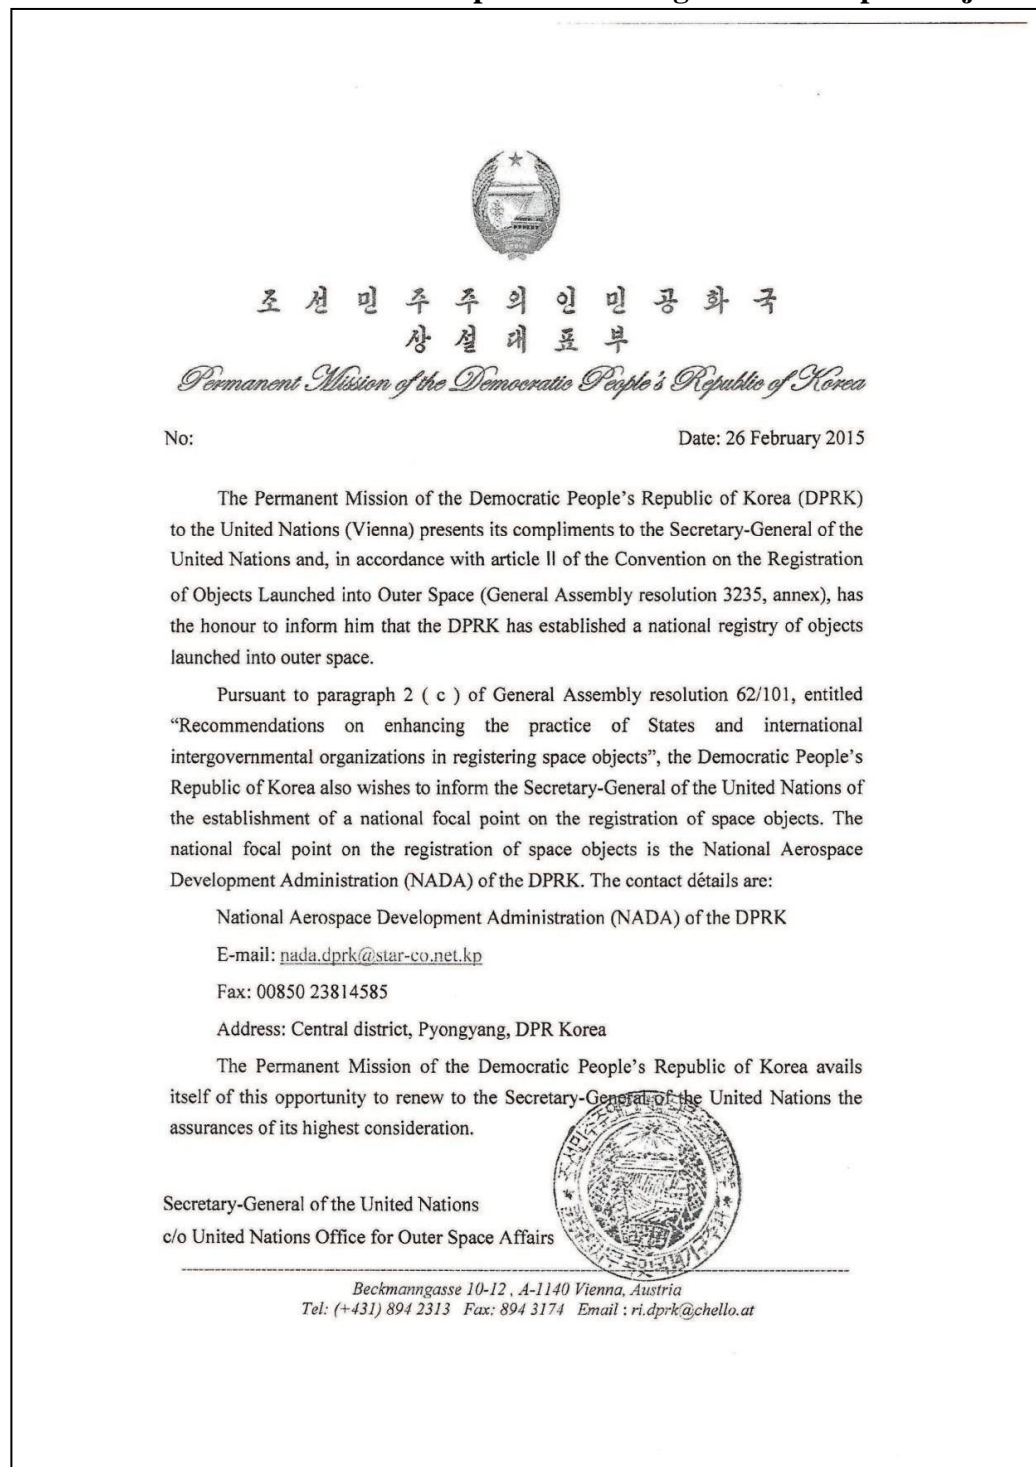 조 선 민 주 주 의 인 민 공 화 국
상 설 대 표 부
Permanent Mission of the Democratic People's Republic of Korea
No: Date: 26 February 2015
The Permanent Mission of the Democratic People's Republic of Korea (DPRK)
to the United Nations (Vienna) presents its compliments to the Secretary-General of the
United Nations and, in accordance with article II of the Convention on the Registration
of Objects Launched into Outer Space (General Assembly resolution 3235, annex), has
the honour to inform him that the DPRK has established a national registry of objects
launched into outer space.
Pursuant to paragraph 2 ( c ) of General Assembly resolution 62/101, entitled
“Recommendations on enhancing the practice of States and international
intergovernmental organizations in registering space objects”, the Democratic People's
Republic of Korea also wishes to inform the Secretary-General of the United Nations of
the establishment of a national focal point on the registration of space objects. The
national focal point on the registration of space objects is the National Aerospace
Development Administration (NADA) of the DPRK. The contact détails are:
National Aerospace Development Administration (NADA) of the DPRK
E-mail: nada.dprk@star-co.net.kp
Fax: 00850 23814585
Address: Central district, Pyongyang, DPR Korea
The Permanent Mission of the Democratic People's Republic of Korea avails
itself of this opportunity to renew to the Secretary-General of the United Nations the
assurances of its highest consideration.
Secretary-General of the United Nations
c/o United Nations Office for Outer Space Affairs
Beckmanngasse 10-12 , A-1140 Vienna, Austria
Tel: (+431) 894 2313 Fax: 894 3174 Email : ri.dprk@chello.at